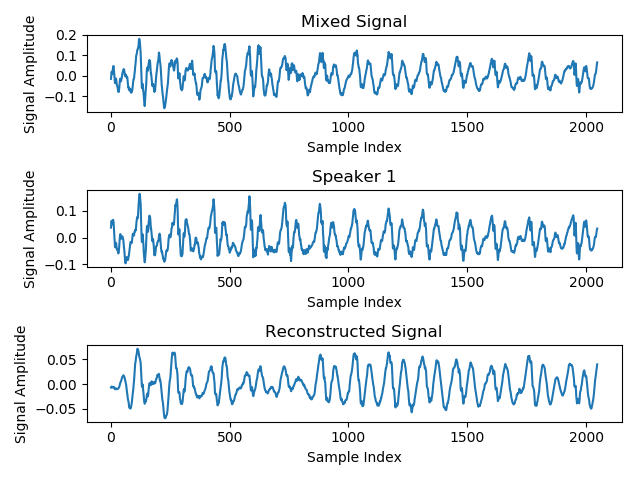 Mixed Signal
Signal Amplitude
0.2
0.1
0.0
−0.1
0 500 1000 1500 2000
Sample Index
Speaker 1
Signal Amplitude
0.1
0.0
−0.1
0 500 1000 1500 2000
Sample Index
Reconstructed Signal
Signal Amplitude
0.05
0.00
−0.05
0 500 1000 1500 2000
Sample Index